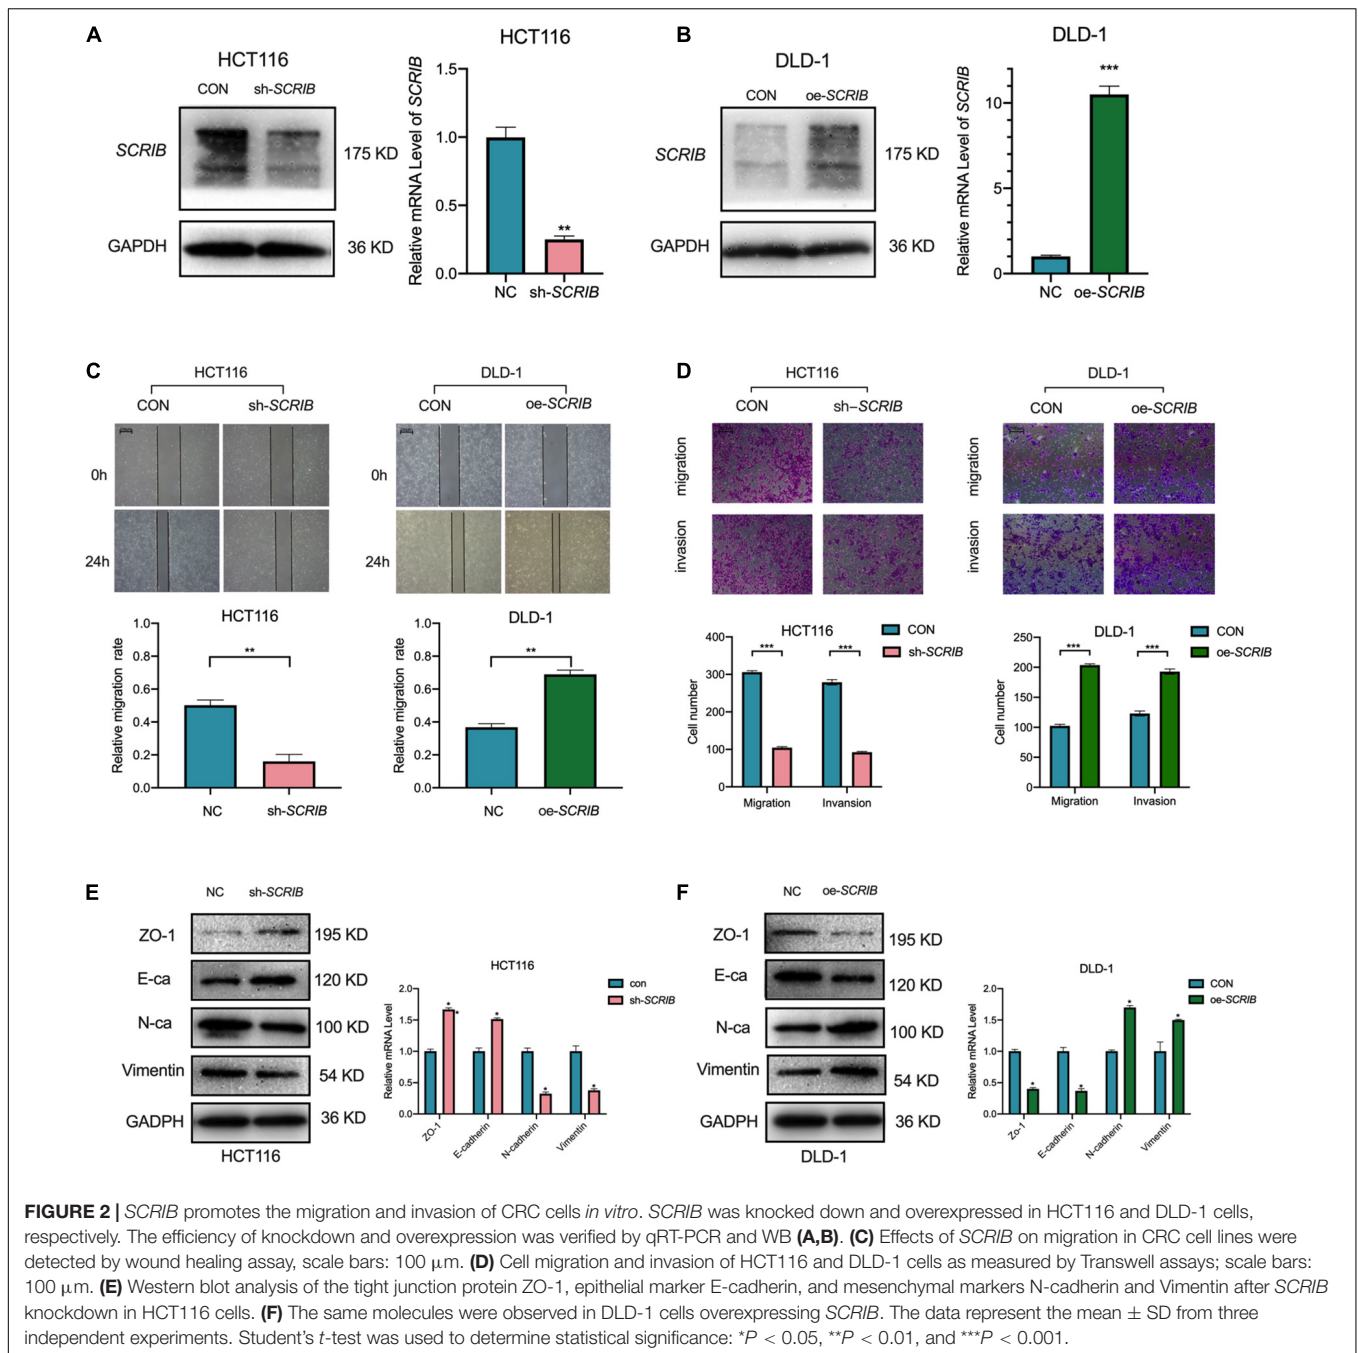 A
HCT116
CON sh-SCRIB
SCRIB
175 KD
GAPDH
36 KD
HCT116
Relative mRNA Level of SCRIB
1.5
1.0
0.5
0.0
**
NC sh-SCRIB
B
DLD-1
CON oe-SCRIB
SCRIB
175 KD
GAPDH
36 KD
DLD-1
Relative mRNA Level of SCRIB
10
5
0
***
NC oe-SCRIB
C
HCT116
CON sh-SCRIB
0h
24h
DLD-1
CON oe-SCRIB
0h
24h
HCT116
Relative migration rate
1.0
0.8
0.6
0.4
0.2
0.0
**
NC sh-SCRIB
DLD-1
Relative migration rate
1.0
0.8
0.6
0.4
0.2
0.0
**
NC oe-SCRIB
D
HCT116
CON sh–SCRIB
migration
invasion
DLD-1
CON oe-SCRIB
migration
invasion
HCT116
CON
sh-SCRIB
Cell number
400
300
200
100
0
*** ***
Migration Invansion
DLD-1
CON
oe-SCRIB
Cell number
250
200
150
100
50
0
*** ***
Migration Invasion
E
NC sh-SCRIB
ZO-1 195 KD
E-ca 120 KD
N-ca 100 KD
Vimentin 54 KD
GADPH 36 KD
HCT116
HCT116
con
sh-SCRIB
Relative mRNA Level
2.0
1.5
1.0
0.5
0.0
* * * * *
ZO-1 E-cadherin N-cadherin Vimentin
F
NC oe-SCRIB
ZO-1 195 KD
E-ca 120 KD
N-ca 100 KD
Vimentin 54 KD
GADPH 36 KD
DLD-1
DLD-1
CON
oe-SCRIB
Relative mRNA Level
2.0
1.5
1.0
0.5
0.0
* * * *
Zo-1 E-cadherin N-cadherin Vimentin
FIGURE 2 | SCRIB promotes the migration and invasion of CRC cells in vitro. SCRIB was knocked down and overexpressed in HCT116 and DLD-1 cells,
respectively. The efficiency of knockdown and overexpression was verified by qRT-PCR and WB (A,B). (C) Effects of SCRIB on migration in CRC cell lines were
detected by wound healing assay, scale bars: 100 μm. (D) Cell migration and invasion of HCT116 and DLD-1 cells as measured by Transwell assays; scale bars:
100 μm. (E) Western blot analysis of the tight junction protein ZO-1, epithelial marker E-cadherin, and mesenchymal markers N-cadherin and Vimentin after SCRIB
knockdown in HCT116 cells. (F) The same molecules were observed in DLD-1 cells overexpressing SCRIB. The data represent the mean ± SD from three
independent experiments. Student's t-test was used to determine statistical significance: *P < 0.05, **P < 0.01, and ***P < 0.001.